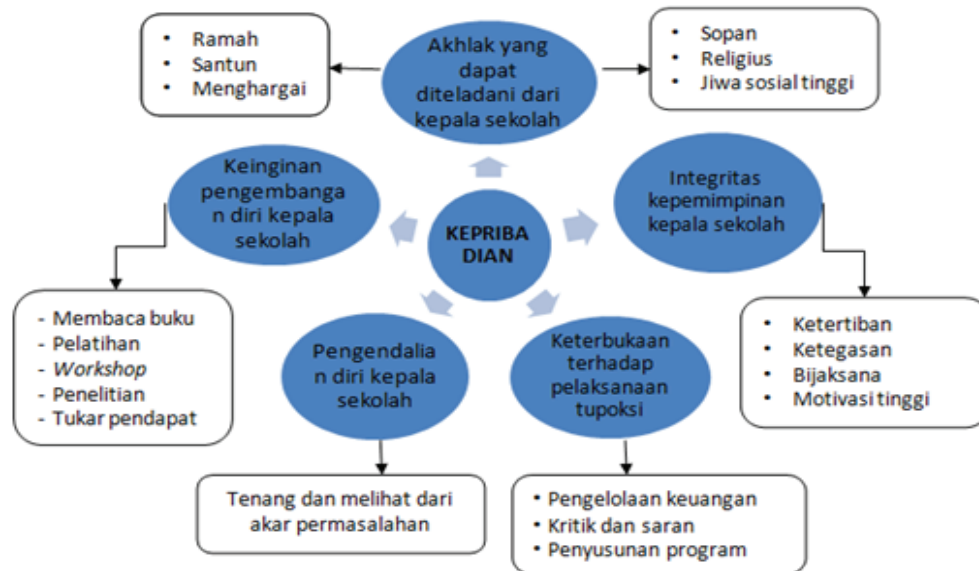 • Ramah
• Santun
• Menghargai
Akhlak yang
dapat
diteladani dari
kepala sekolah
• Sopan
• Religius
• Jiwa sosial tinggi
Keinginan
pengembanga
n diri kepala
sekolah
KEPRIBA
DIAN
Integritas
kepemimpinan
kepala sekolah
- Membaca buku
- Pelatihan
- Workshop
- Penelitian
- Tukar pendapat
Pengendalia
n diri kepala
sekolah
Keterbukaan
terhadap
pelaksanaan
tupoksi
• Ketertiban
• Ketegasan
• Bijaksana
• Motivasi tinggi
Tenang dan melihat dari
akar permasalahan
• Pengelolaan keuangan
• Kritik dan saran
• Penyusunan program